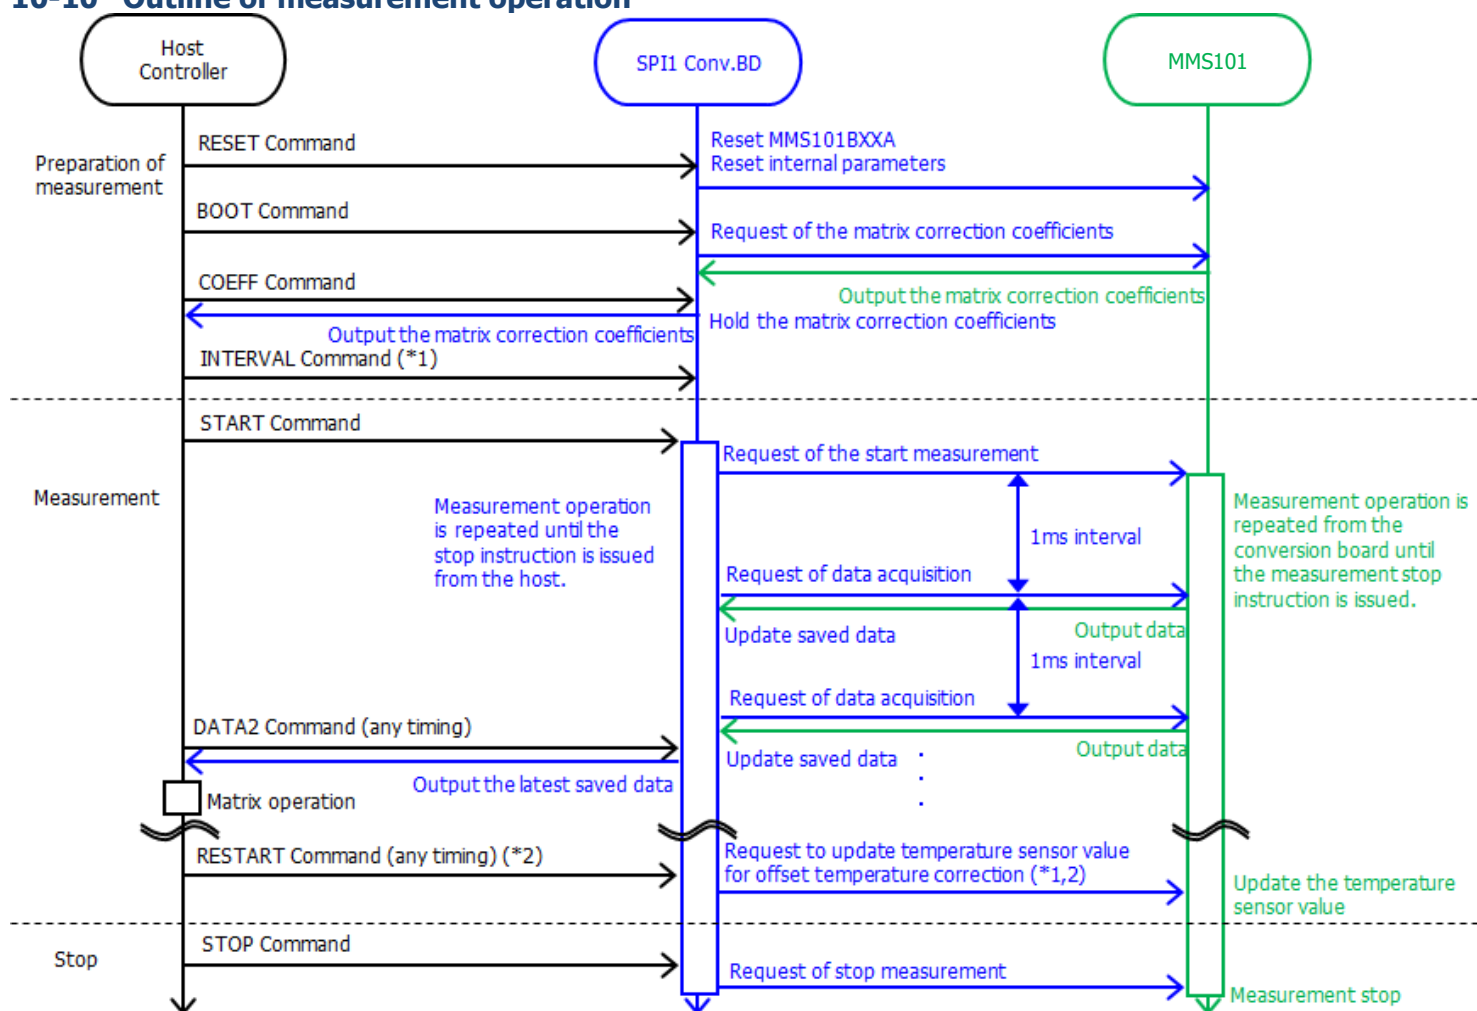 10-10 Outline of measurement operation
Host
Controller
SPI1 Conv.BD
MMS101
Preparation of
measurement
RESET Command
Reset MMS101BXXA
Reset internal parameters
BOOT Command
Request of the matrix correction coefficients
COEFF Command
Output the matrix correction coefficients
Hold the matrix correction coefficients
Output the matrix correction coefficients
INTERVAL Command (*1)
START Command
Request of the start measurement
Measurement
Measurement operation
is repeated until the
stop instruction is issued
from the host.
1ms interval
Measurement operation is
repeated from the
conversion board until
the measurement stop
instruction is issued.
Request of data acquisition
Update saved data
Output data
1ms interval
Request of data acquisition
DATA2 Command (any timing)
Output data
Update saved data
Output the latest saved data
Matrix operation
RESTART Command (any timing) (*2)
Request to update temperature sensor value
for offset temperature correction (*1,2)
Update the temperature
sensor value
Stop
STOP Command
Request of stop measurement
Measurement stop